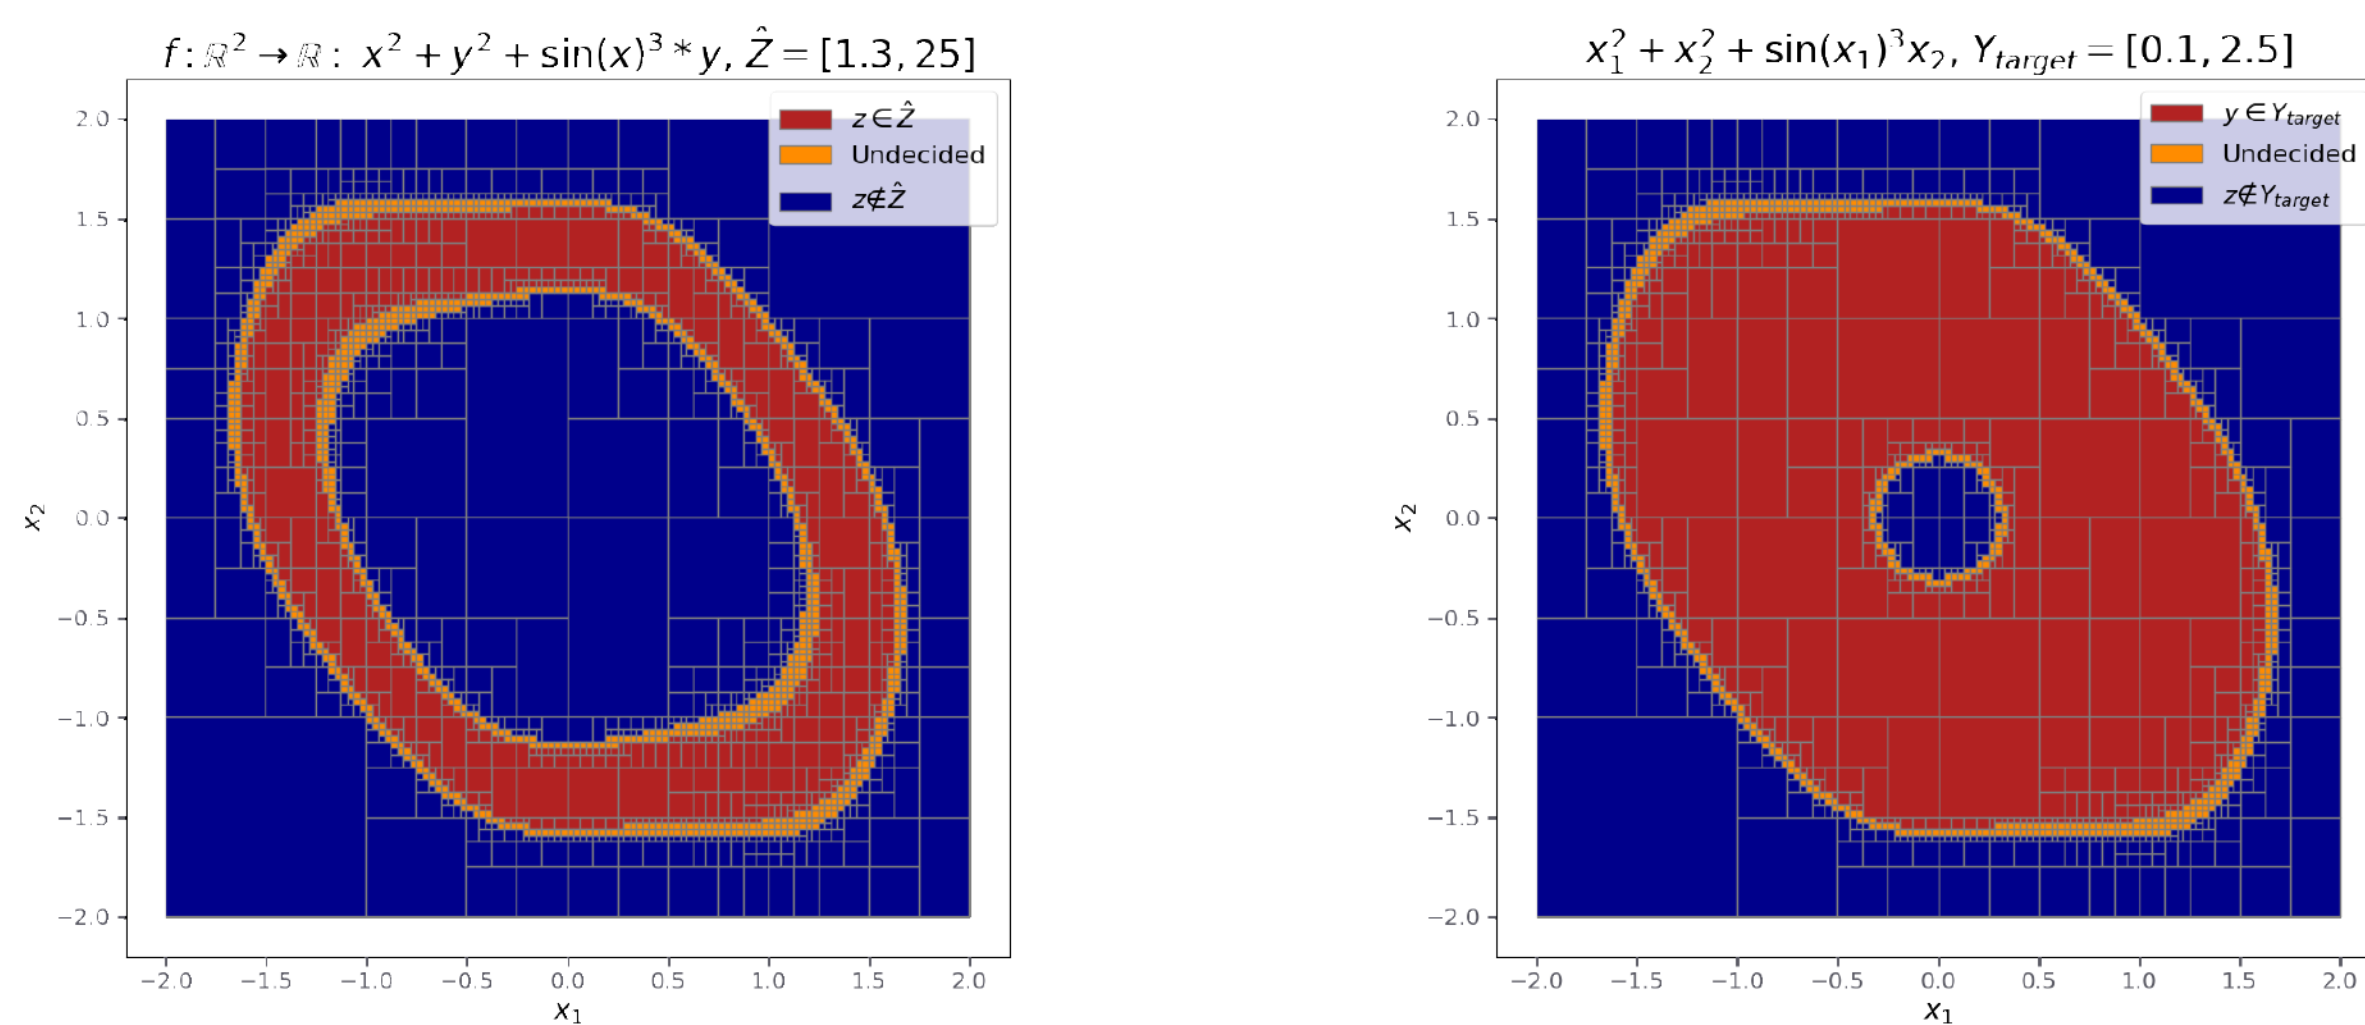 f: ℝ² → ℝ: x² + y² + sin(x)³ * y, Ẑ = [1.3, 25]
z ∈ Ẑ
Undecided
z∉Ẑ
2.0
1.5
1.0
0.5
0.0
−0.5
−1.0
−1.5
−2.0
x₂
−2.0 −1.5 −1.0 −0.5 0.0 0.5 1.0 1.5 2.0
x₁
x₁² + x₂² + sin(x₁)³x₂, Y_target = [0.1, 2.5]
y ∈ Y_target
Undecided
z∉Y_target
2.0
1.5
1.0
0.5
0.0
−0.5
−1.0
−1.5
−2.0
x₂
−2.0 −1.5 −1.0 −0.5 0.0 0.5 1.0 1.5 2.0
x₁